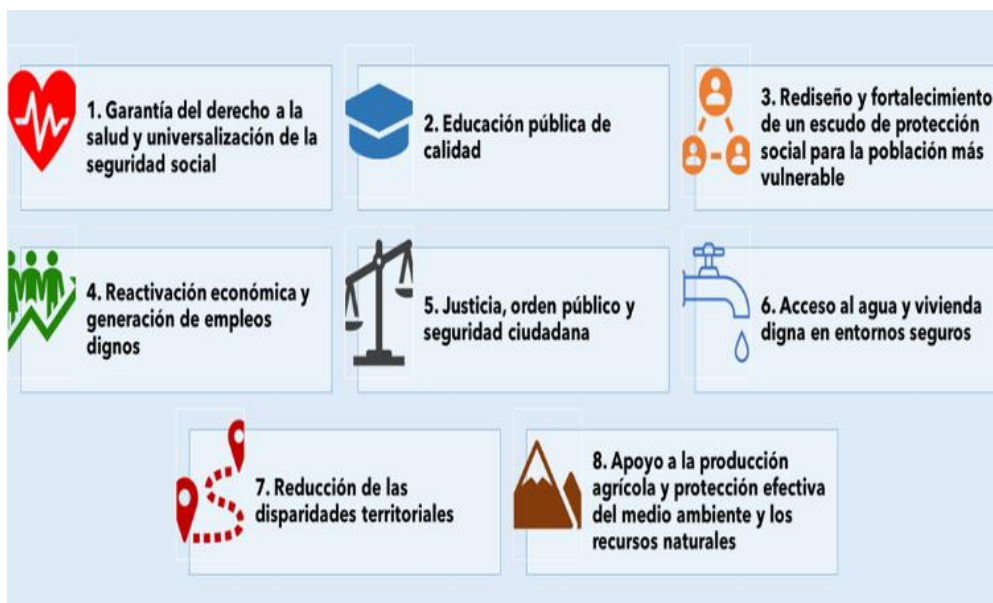 1. Garantía del derecho a la
salud y universalización de la
seguridad social
2. Educación pública de
calidad
3. Rediseño y fortalecimiento
de un escudo de protección
social para la población más
vulnerable
4. Reactivación económica y
generación de empleos
dignos
5. Justicia, orden público y
seguridad ciudadana
6. Acceso al agua y vivienda
digna en entornos seguros
7. Reducción de las
disparidades territoriales
8. Apoyo a la producción
agrícola y protección efectiva
del medio ambiente y los
recursos naturales